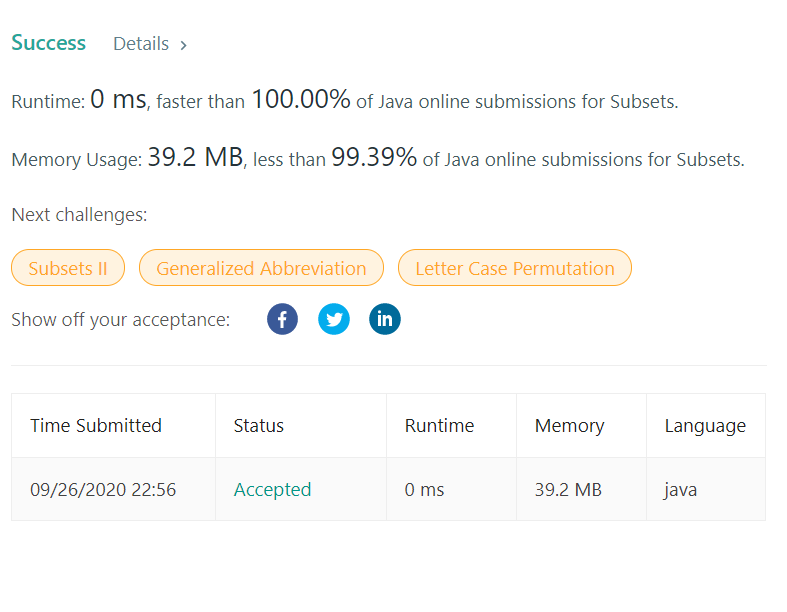 Success Details >
Runtime: 0 ms, faster than 100.00% of Java online submissions for Subsets.
Memory Usage: 39.2 MB, less than 99.39% of Java online submissions for Subsets.
Next challenges:
Subsets II Generalized Abbreviation Letter Case Permutation
Show off your acceptance: f in
Time Submitted Status Runtime Memory Language
09/26/2020 22:56 Accepted 0 ms 39.2 MB java